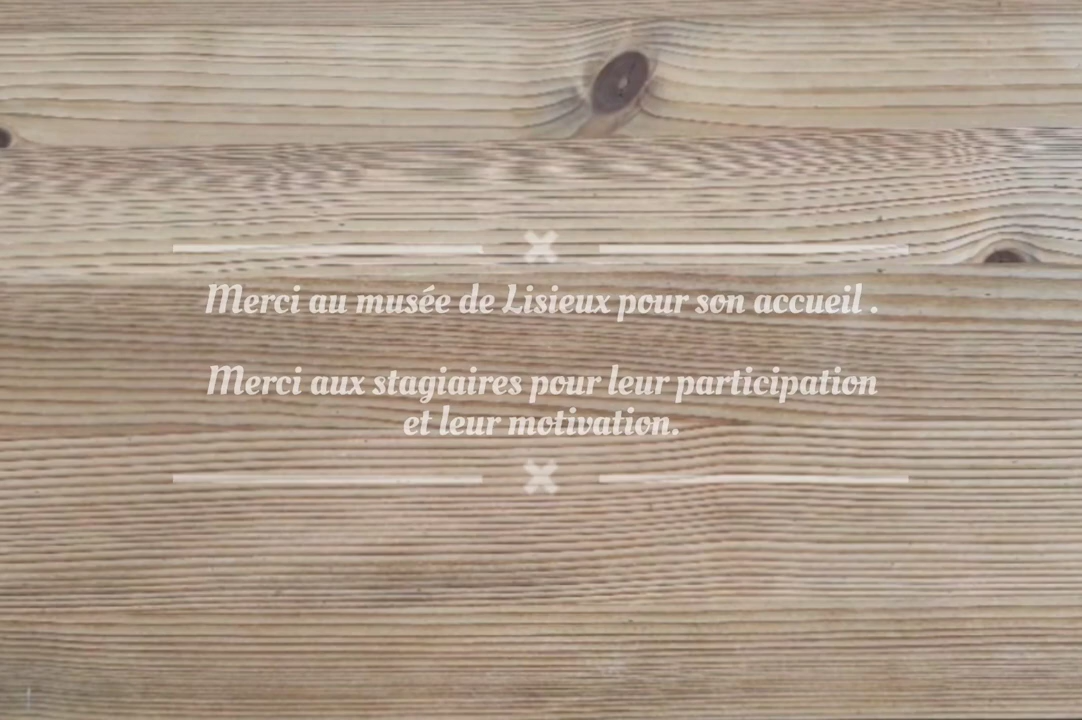 Merci au musée de Lisieux pour son accueil .
Merci aux stagiaires pour leur participation
et leur motivation.